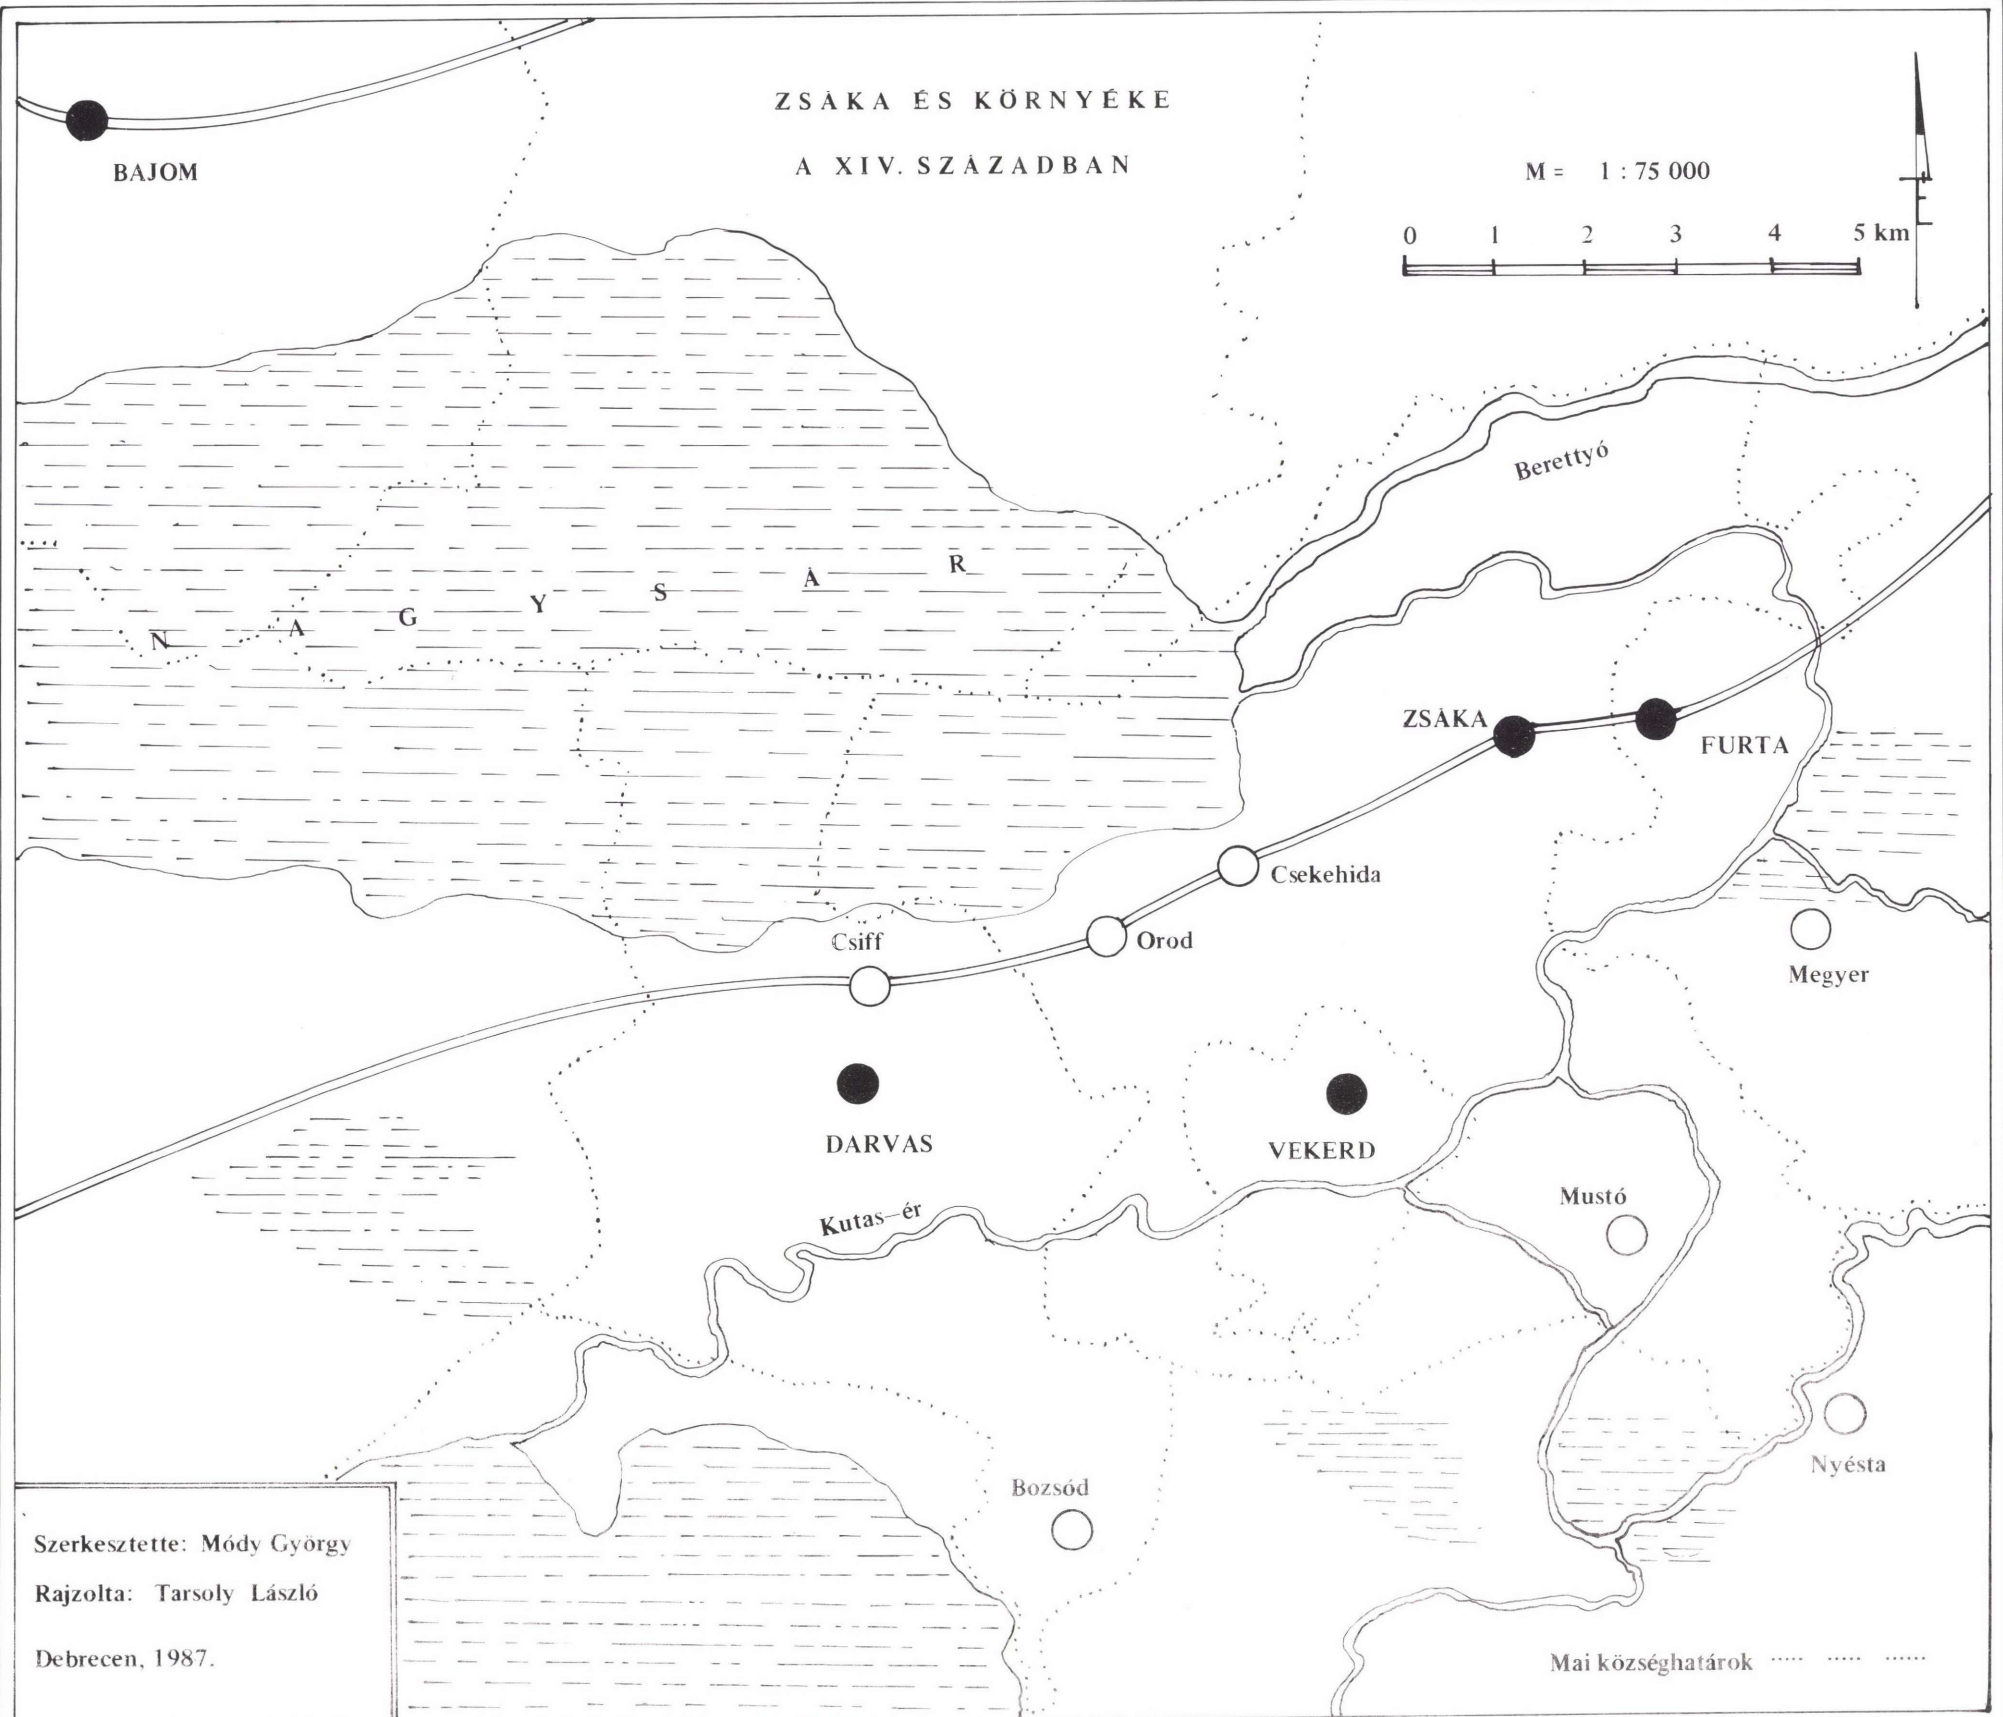 ZSÁKA ÉS KÖRNYÉKE
A XIV. SZÁZADBAN
M = 1 : 75 000
0 1 2 3 4 5 km
BAJOM
Berettyó
NAGY SÁR
ZSÁKA
FURTA
Csekehida
Orod
Csiff
Megyer
DARVAS
VEKERD
Mustó
Kutas-ér
Nyésta
Bozsód
Szerkesztette: Módy György
Rajzolta: Tarsoly László
Debrecen, 1987.
Mai községhatárok